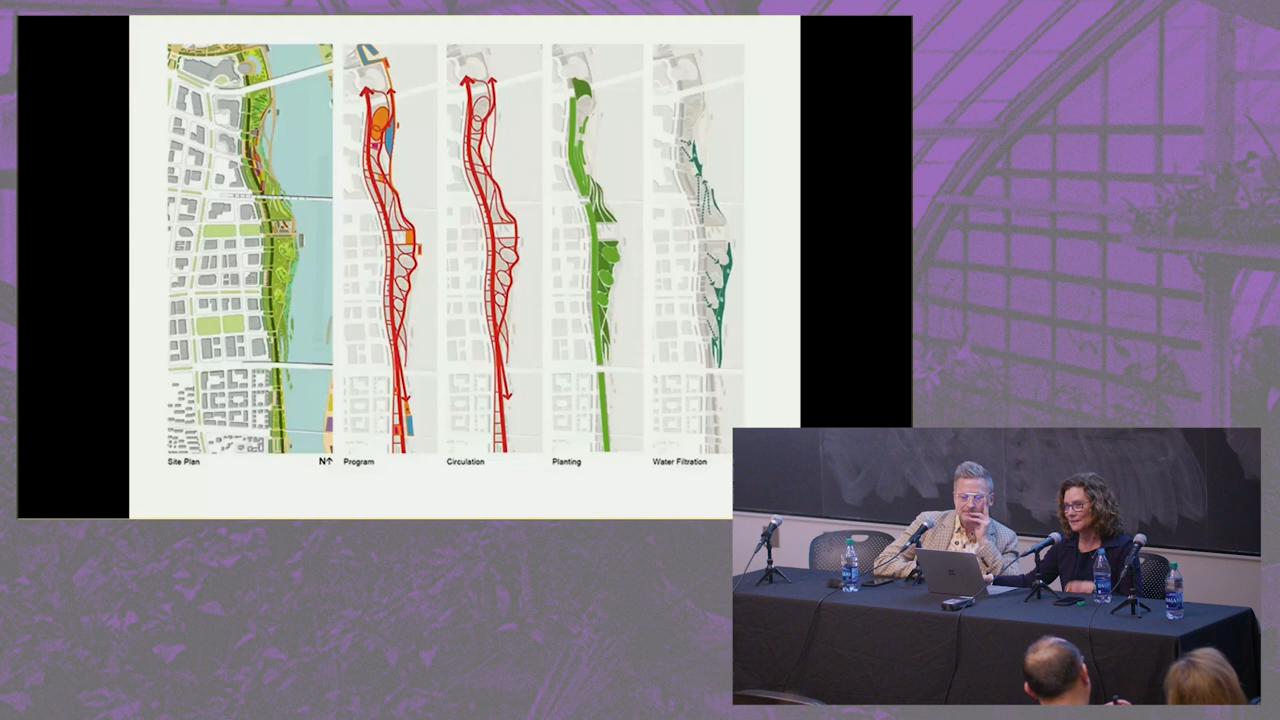 Site Plan
N↑
Program
Circulation
Planting
Water Filtration